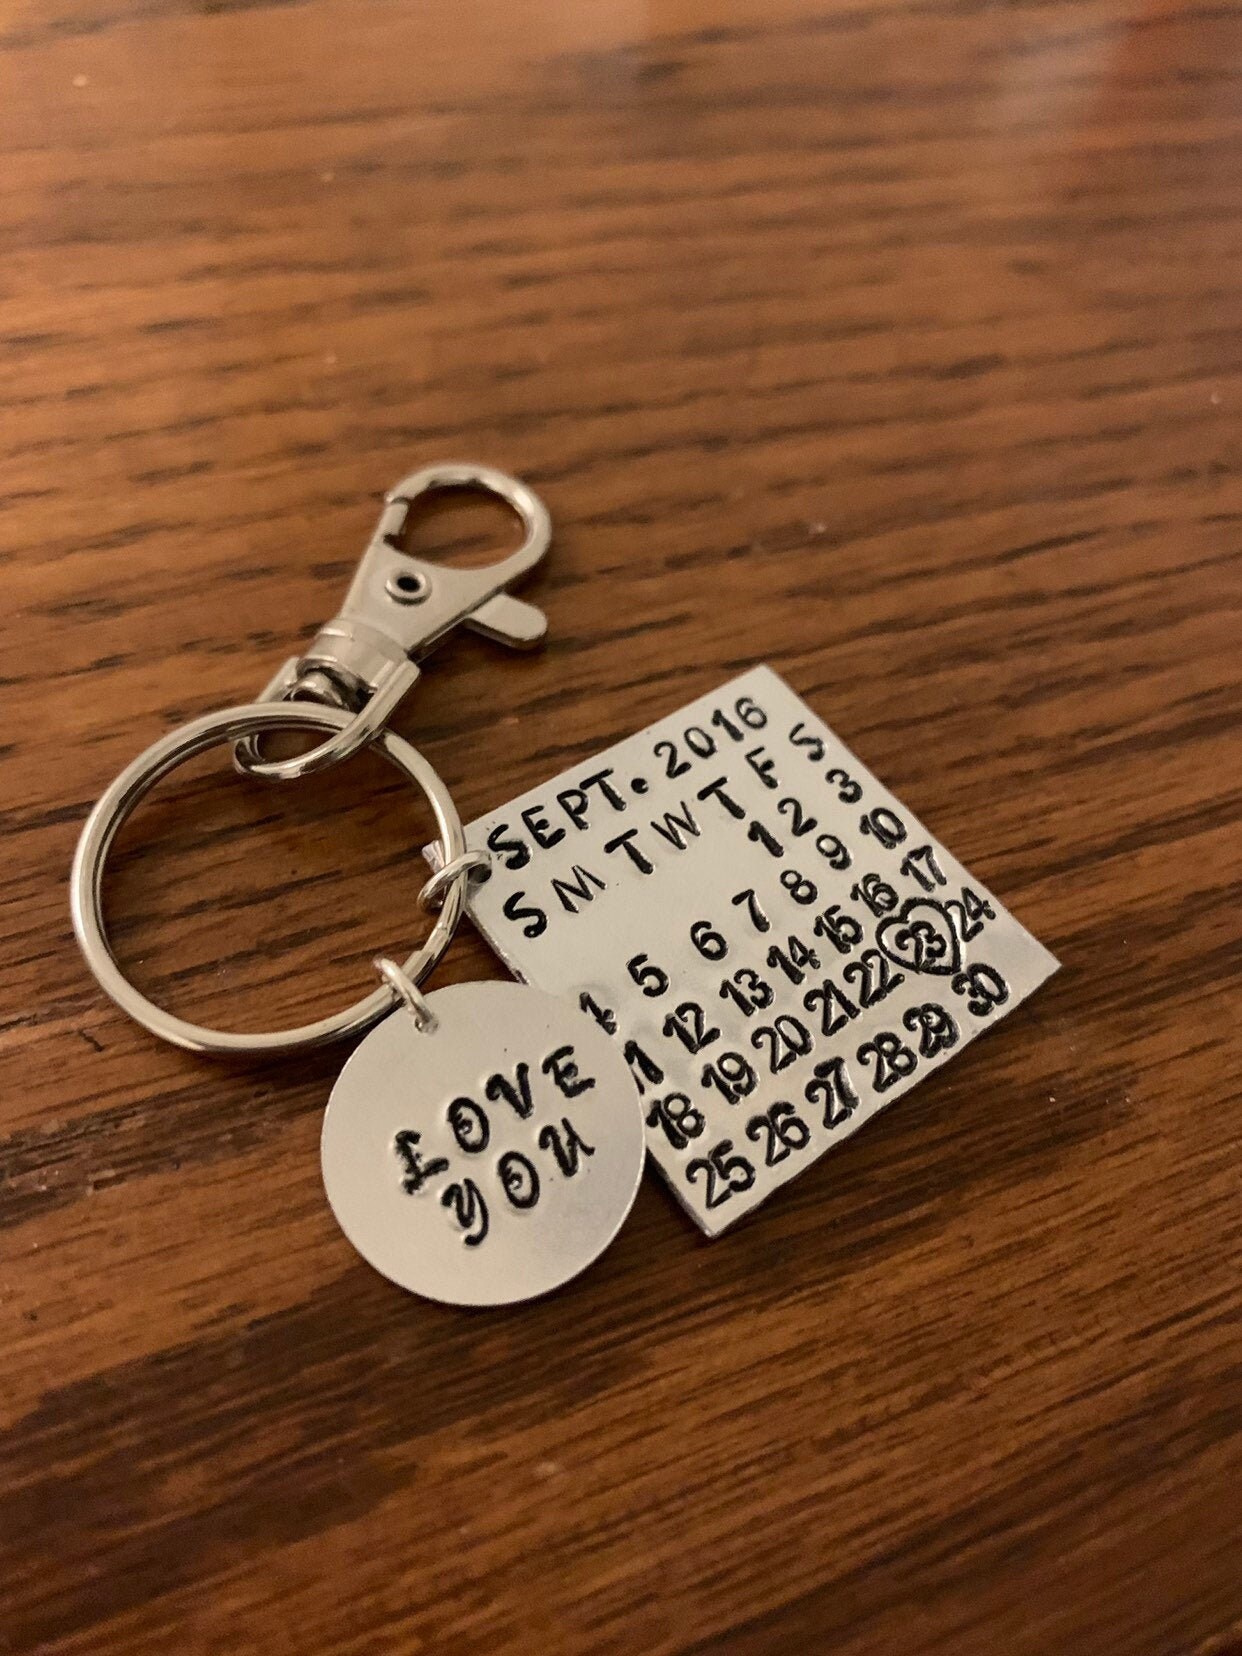 SEPT. 2016
S M T W T F S
1 2 3
4 5 6 7 8 9 10
11 12 13 14 15 16 17
18 19 20 21 22 23 24
25 26 27 28 29 30
LOVE
YOU